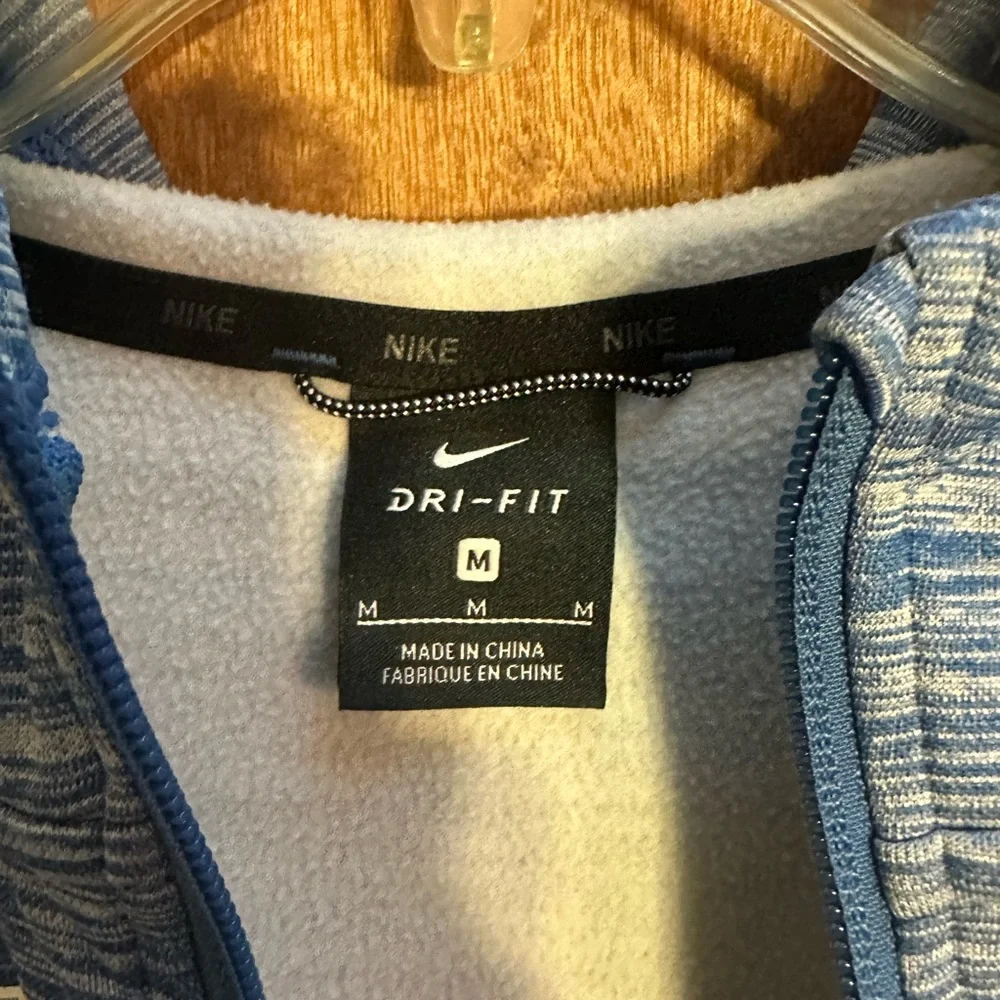 NIKE NIKE NIKE
DRI-FIT
M
M M M
MADE IN CHINA
FABRIQUE EN CHINE